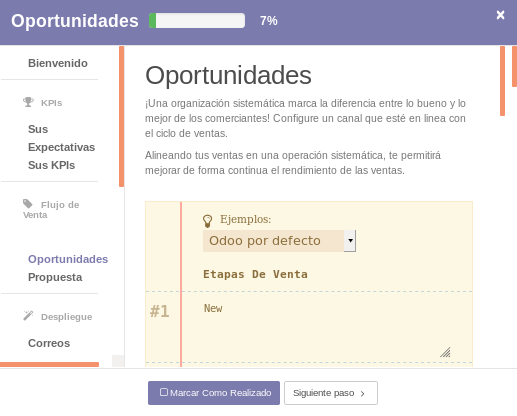 Oportunidades 7% ×
Bienvenido
KPIs
Sus
Expectativas
Sus KPIs
Flujo de
Venta
Oportunidades
Propuesta
Despliegue
Correos
Oportunidades
¡Una organización sistemática marca la diferencia entre lo bueno y lo
mejor de los comerciantes! Configure un canal que esté en linea con
el ciclo de ventas.
Alineando tus ventas en una operación sistemática, te permitirá
mejorar de forma continua el rendimiento de las ventas.
Ejemplos:
Odoo por defecto
Etapas De Venta
#1 New
Marcar Como Realizado
Siguiente paso